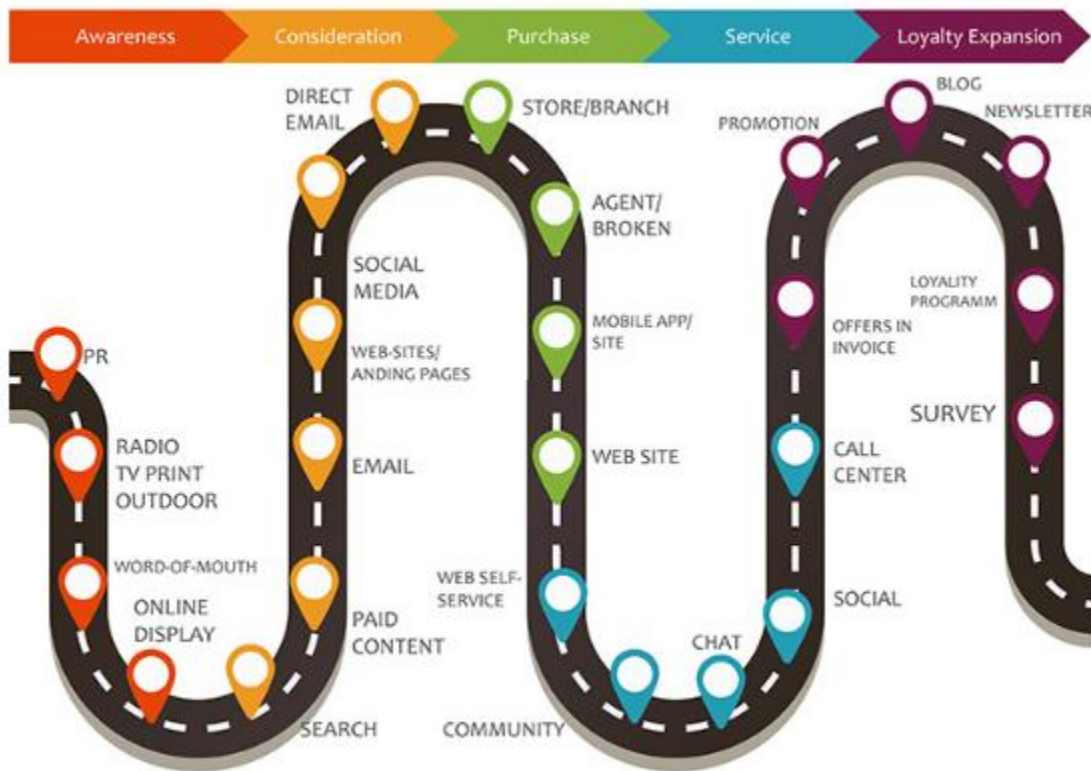 Awareness
Consideration
Purchase
Service
Loyalty Expansion
PR
RADIO
TV PRINT
OUTDOOR
WORD-OF-MOUTH
ONLINE
DISPLAY
SEARCH
PAID
CONTENT
EMAIL
WEB-SITES/
ANDING PAGES
SOCIAL
MEDIA
DIRECT
EMAIL
STORE/BRANCH
AGENT/
BROKEN
MOBILE APP/
SITE
WEB SITE
WEB SELF-
SERVICE
COMMUNITY
CHAT
SOCIAL
CALL
CENTER
OFFERS IN
INVOICE
PROMOTION
BLOG
NEWSLETTER
LOYALITY
PROGRAMM
SURVEY